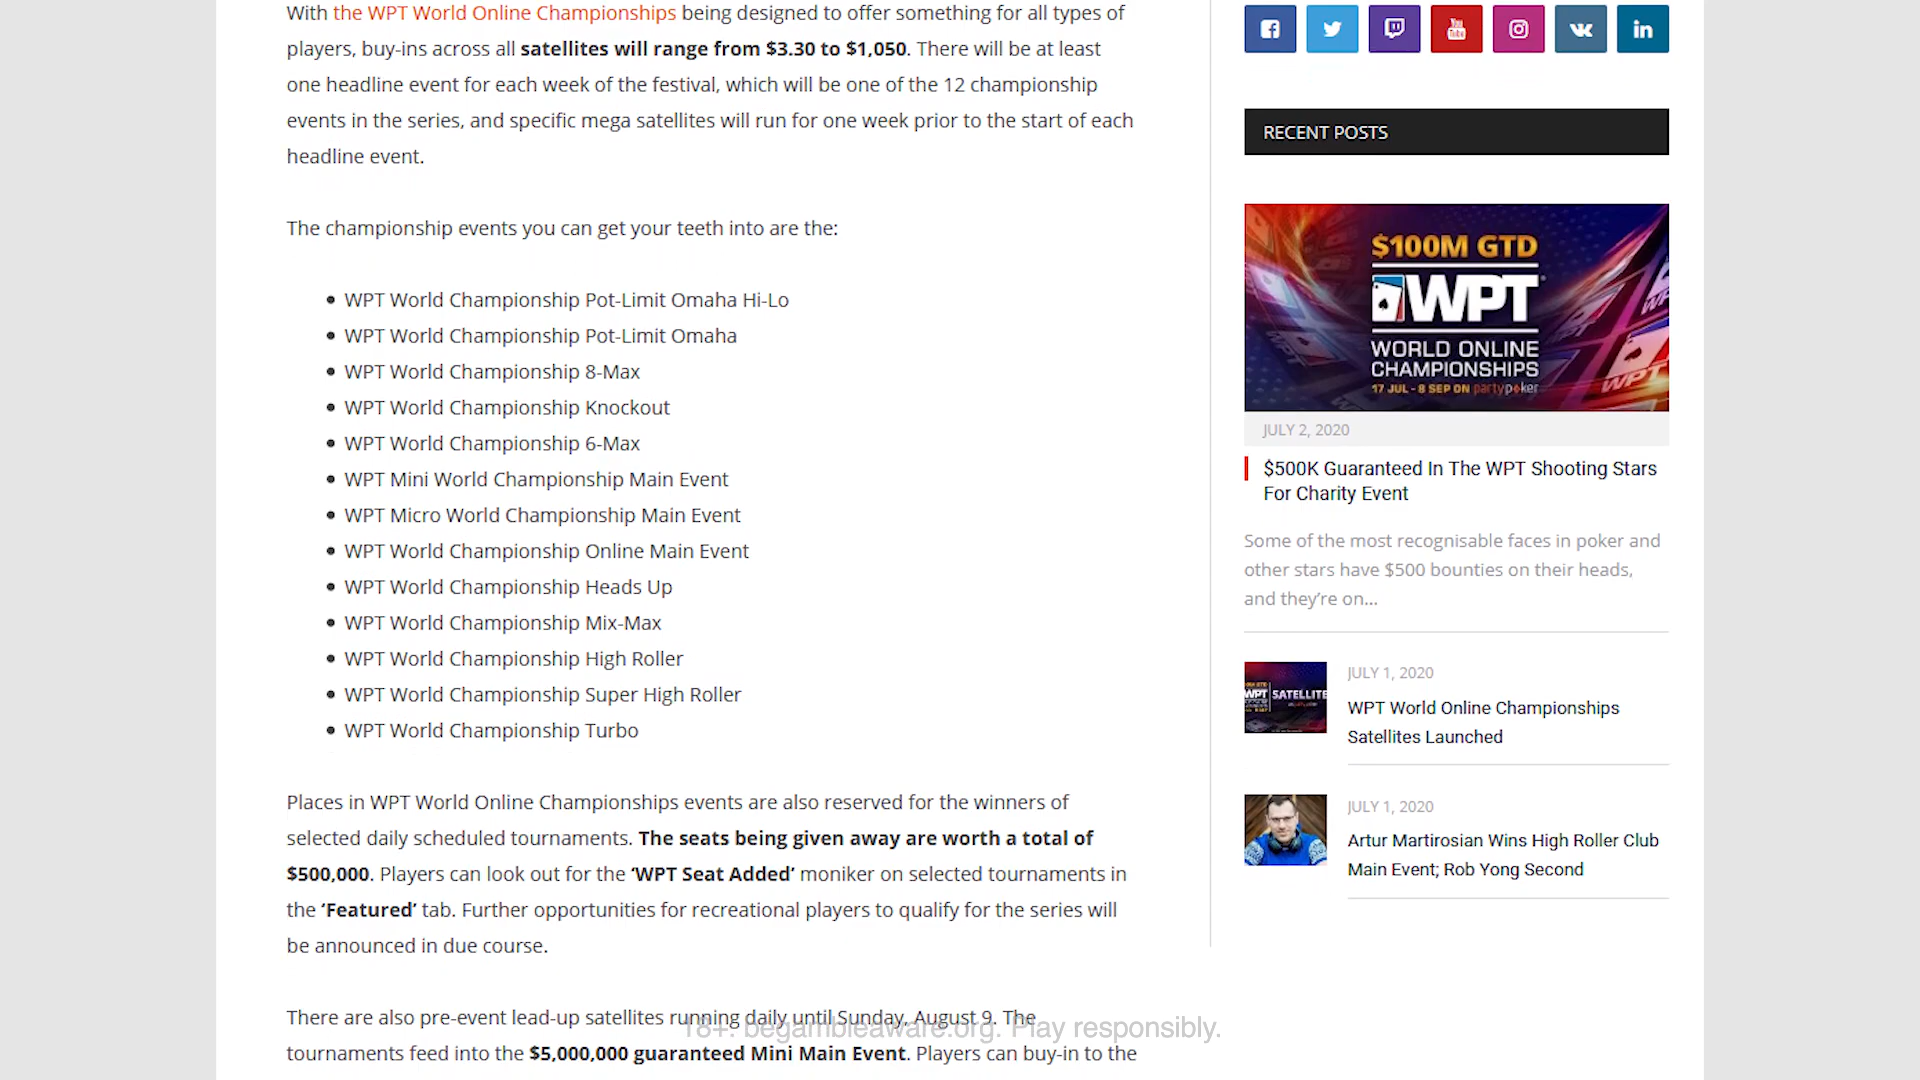 With the WPT World Online Championships being designed to offer something for all types of
players, buy-ins across all satellites will range from $3.30 to $1,050. There will be at least
one headline event for each week of the festival, which will be one of the 12 championship
events in the series, and specific mega satellites will run for one week prior to the start of each
headline event.
The championship events you can get your teeth into are the:
WPT World Championship Pot-Limit Omaha Hi-Lo
WPT World Championship Pot-Limit Omaha
WPT World Championship 8-Max
WPT World Championship Knockout
WPT World Championship 6-Max
WPT Mini World Championship Main Event
WPT Micro World Championship Main Event
WPT World Championship Online Main Event
WPT World Championship Heads Up
WPT World Championship Mix-Max
WPT World Championship High Roller
WPT World Championship Super High Roller
WPT World Championship Turbo
Places in WPT World Online Championships events are also reserved for the winners of
selected daily scheduled tournaments. The seats being given away are worth a total of
$500,000. Players can look out for the ‘WPT Seat Added’ moniker on selected tournaments in
the ‘Featured’ tab. Further opportunities for recreational players to qualify for the series will
be announced in due course.
There are also pre-event lead-up satellites running daily until Sunday, August 9. The
tournaments feed into the $5,000,000 guaranteed Mini Main Event. Players can buy-in to the
18+. begambleaware.org. Play responsibly.
RECENT POSTS
$100M GTD
WPT
WORLD ONLINE
CHAMPIONSHIPS
17 JUL - 8 SEP ON partypoker
JULY 2, 2020
$500K Guaranteed In The WPT Shooting Stars
For Charity Event
Some of the most recognisable faces in poker and
other stars have $500 bounties on their heads,
and they’re on...
WPT SATELLITE
JULY 1, 2020
WPT World Online Championships
Satellites Launched
JULY 1, 2020
Artur Martirosian Wins High Roller Club
Main Event; Rob Yong Second